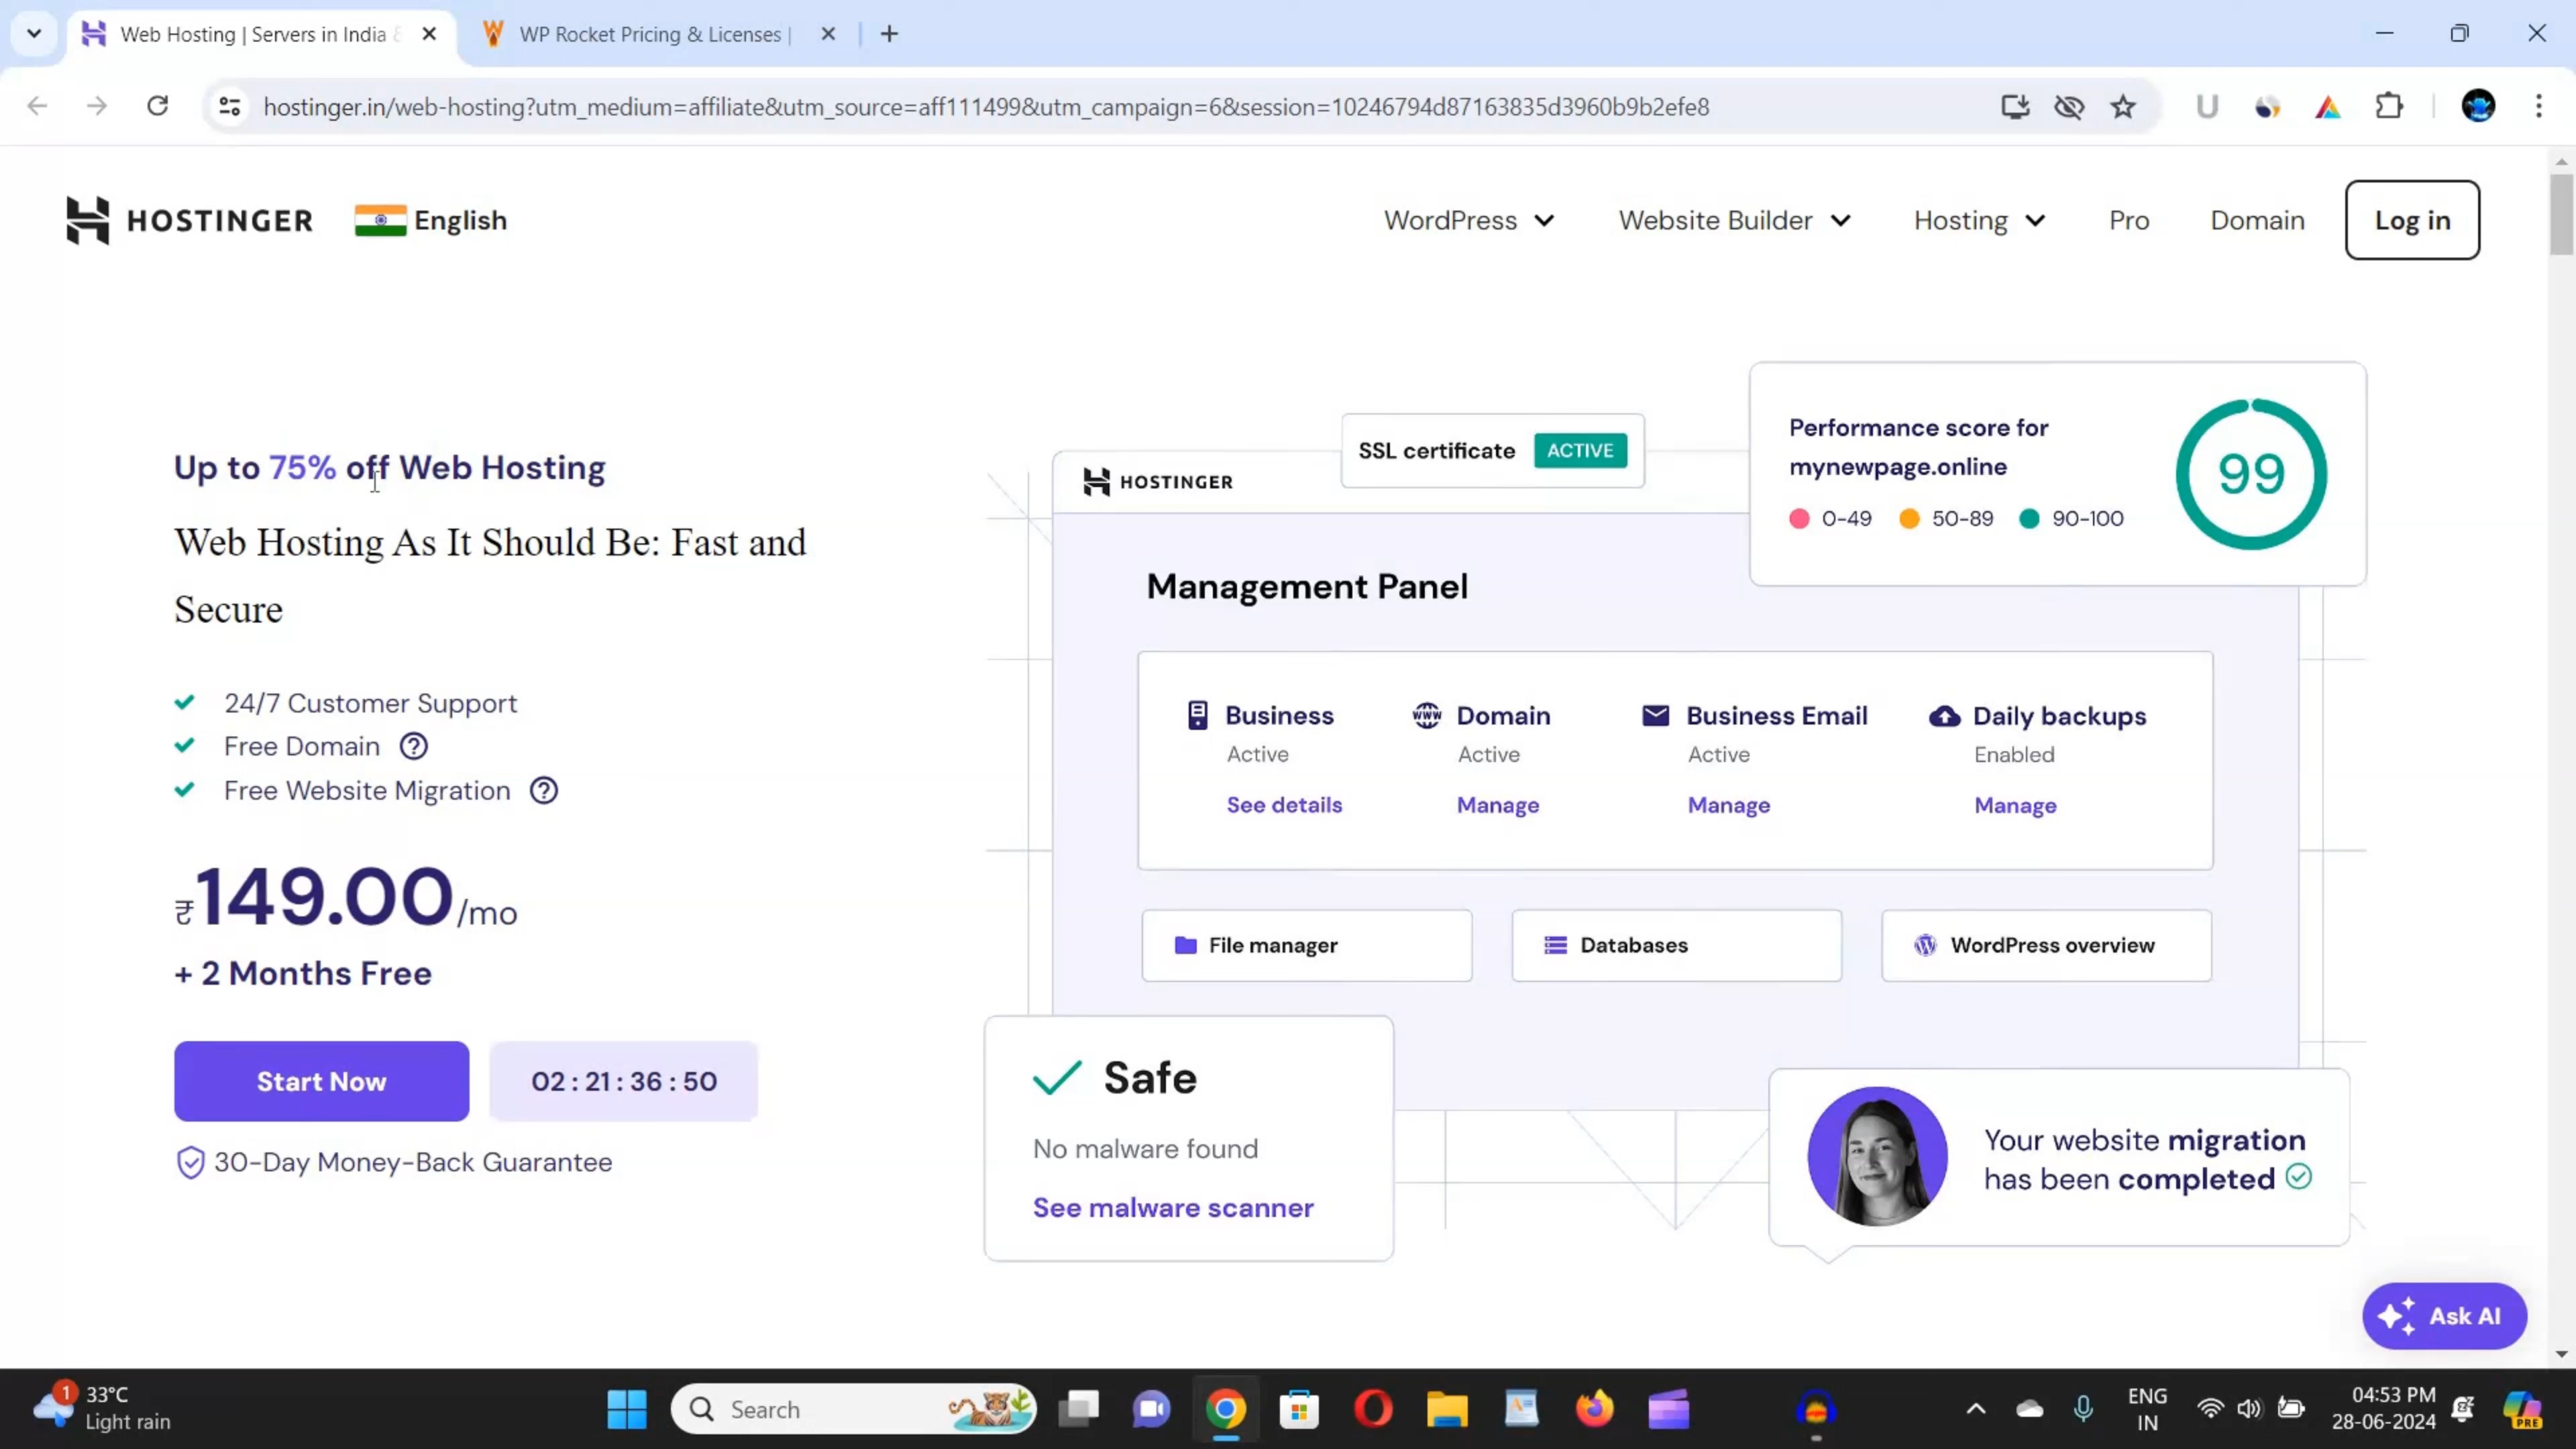 Web Hosting | Servers in India &
WP Rocket Pricing & Licenses |
hostinger.in/web-hosting?utm_medium=affiliate&utm_source=aff111499&utm_campaign=6&session=10246794d87163835d3960b9b2efe8
HOSTINGER
English
WordPress
Website Builder
Hosting
Pro
Domain
Log in
Up to 75% off Web Hosting
Web Hosting As It Should Be: Fast and
Secure
24/7 Customer Support
Free Domain
Free Website Migration
₹149.00/mo
+ 2 Months Free
Start Now
02 : 21 : 36 : 50
30-Day Money-Back Guarantee
HOSTINGER
SSL certificate ACTIVE
Performance score for
mynewpage.online
0-49 50-89 90-100
99
Management Panel
Business
Active
See details
Domain
Active
Manage
Business Email
Active
Manage
Daily backups
Enabled
Manage
File manager
Databases
WordPress overview
Safe
No malware found
See malware scanner
Your website migration
has been completed
Ask AI
1
33°C
Light rain
Search
ENG
IN
04:53 PM
28-06-2024
PRE